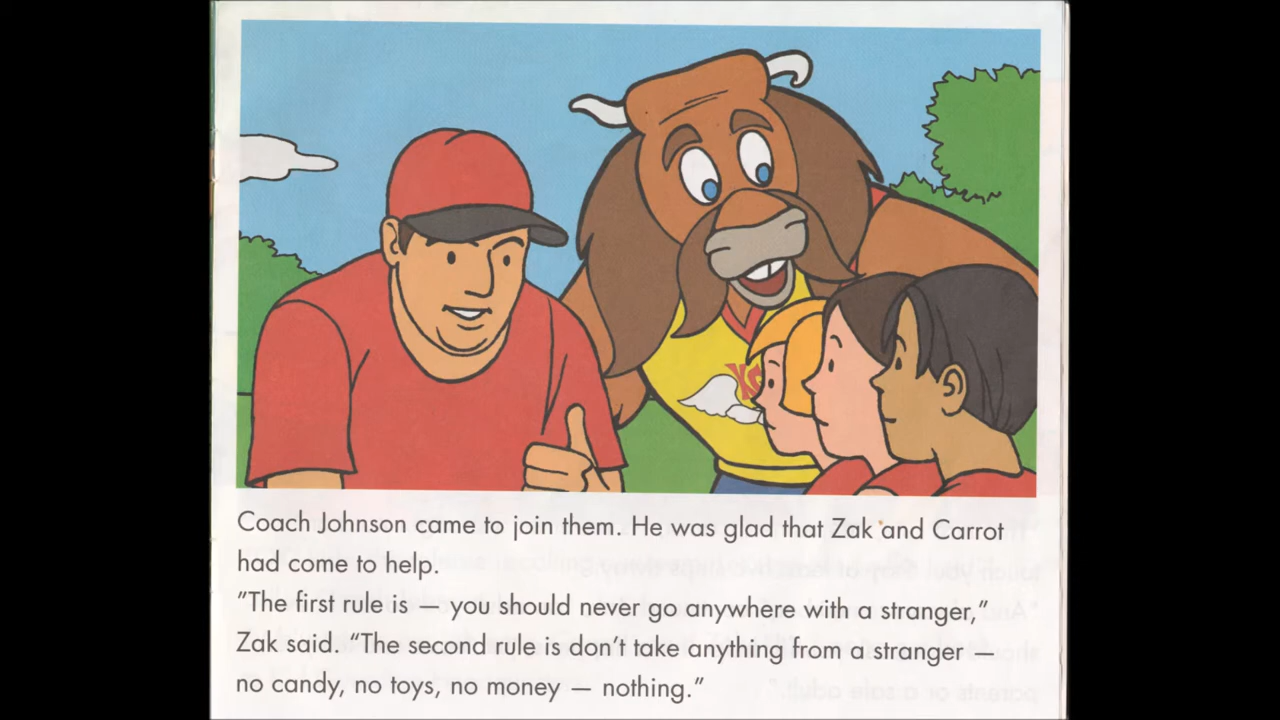 Coach Johnson came to join them. He was glad that Zak and Carrot
had come to help.
"The first rule is — you should never go anywhere with a stranger,"
Zak said. "The second rule is don't take anything from a stranger —
no candy, no toys, no money — nothing."